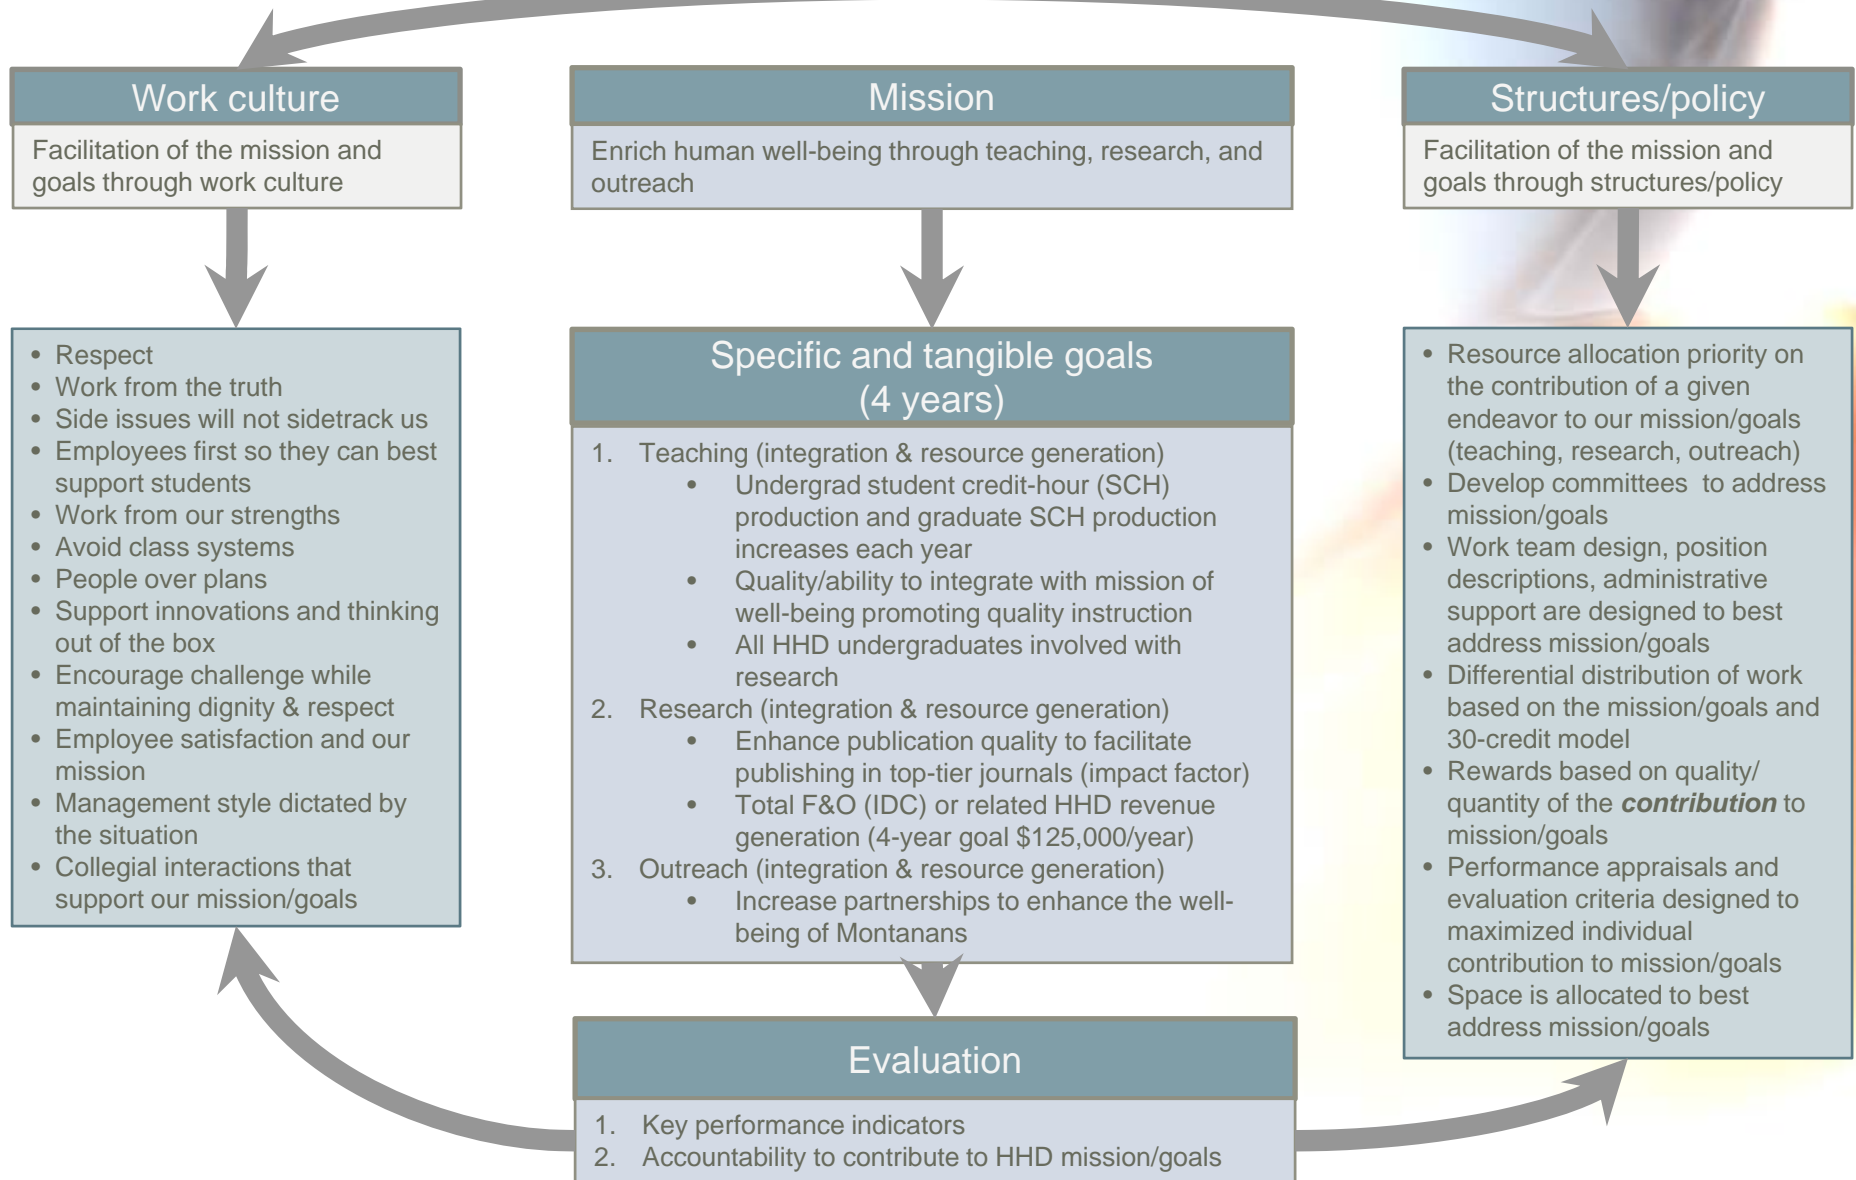 Work culture
Facilitation of the mission and
goals through work culture
• Respect
• Work from the truth
• Side issues will not sidetrack us
• Employees first so they can best
support students
• Work from our strengths
• Avoid class systems
• People over plans
• Support innovations and thinking
out of the box
• Encourage challenge while
maintaining dignity & respect
• Employee satisfaction and our
mission
• Management style dictated by
the situation
• Collegial interactions that
support our mission/goals
Mission
Enrich human well-being through teaching, research, and
outreach
Specific and tangible goals
(4 years)
1. Teaching (integration & resource generation)
• Undergrad student credit-hour (SCH)
production and graduate SCH production
increases each year
• Quality/ability to integrate with mission of
well-being promoting quality instruction
• All HHD undergraduates involved with
research
2. Research (integration & resource generation)
• Enhance publication quality to facilitate
publishing in top-tier journals (impact factor)
• Total F&O (IDC) or related HHD revenue
generation (4-year goal $125,000/year)
3. Outreach (integration & resource generation)
• Increase partnerships to enhance the well-
being of Montanans
Evaluation
1. Key performance indicators
2. Accountability to contribute to HHD mission/goals
Structures/policy
Facilitation of the mission and
goals through structures/policy
• Resource allocation priority on
the contribution of a given
endeavor to our mission/goals
(teaching, research, outreach)
• Develop committees to address
mission/goals
• Work team design, position
descriptions, administrative
support are designed to best
address mission/goals
• Differential distribution of work
based on the mission/goals and
30-credit model
• Rewards based on quality/
quantity of the contribution to
mission/goals
• Performance appraisals and
evaluation criteria designed to
maximized individual
contribution to mission/goals
• Space is allocated to best
address mission/goals